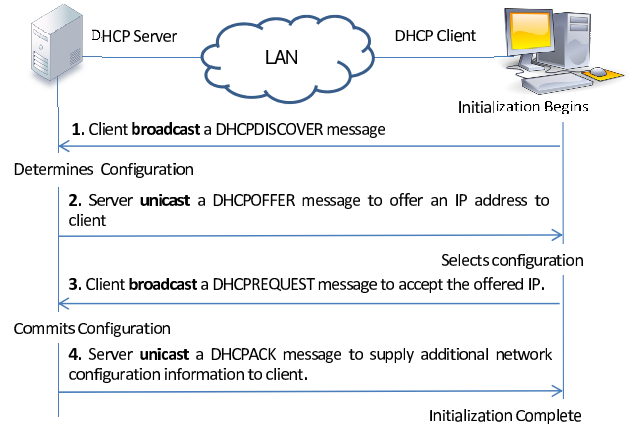 DHCP Server
LAN
DHCP Client
Initialization Begins
1. Client broadcast a DHCPDISCOVER message
Determines Configuration
2. Server unicast a DHCPOFFER message to offer an IP address to
client
Selects configuration
3. Client broadcast a DHCPREQUEST message to accept the offered IP.
Commits Configuration
4. Server unicast a DHCPACK message to supply additional network
configuration information to client.
Initialization Complete